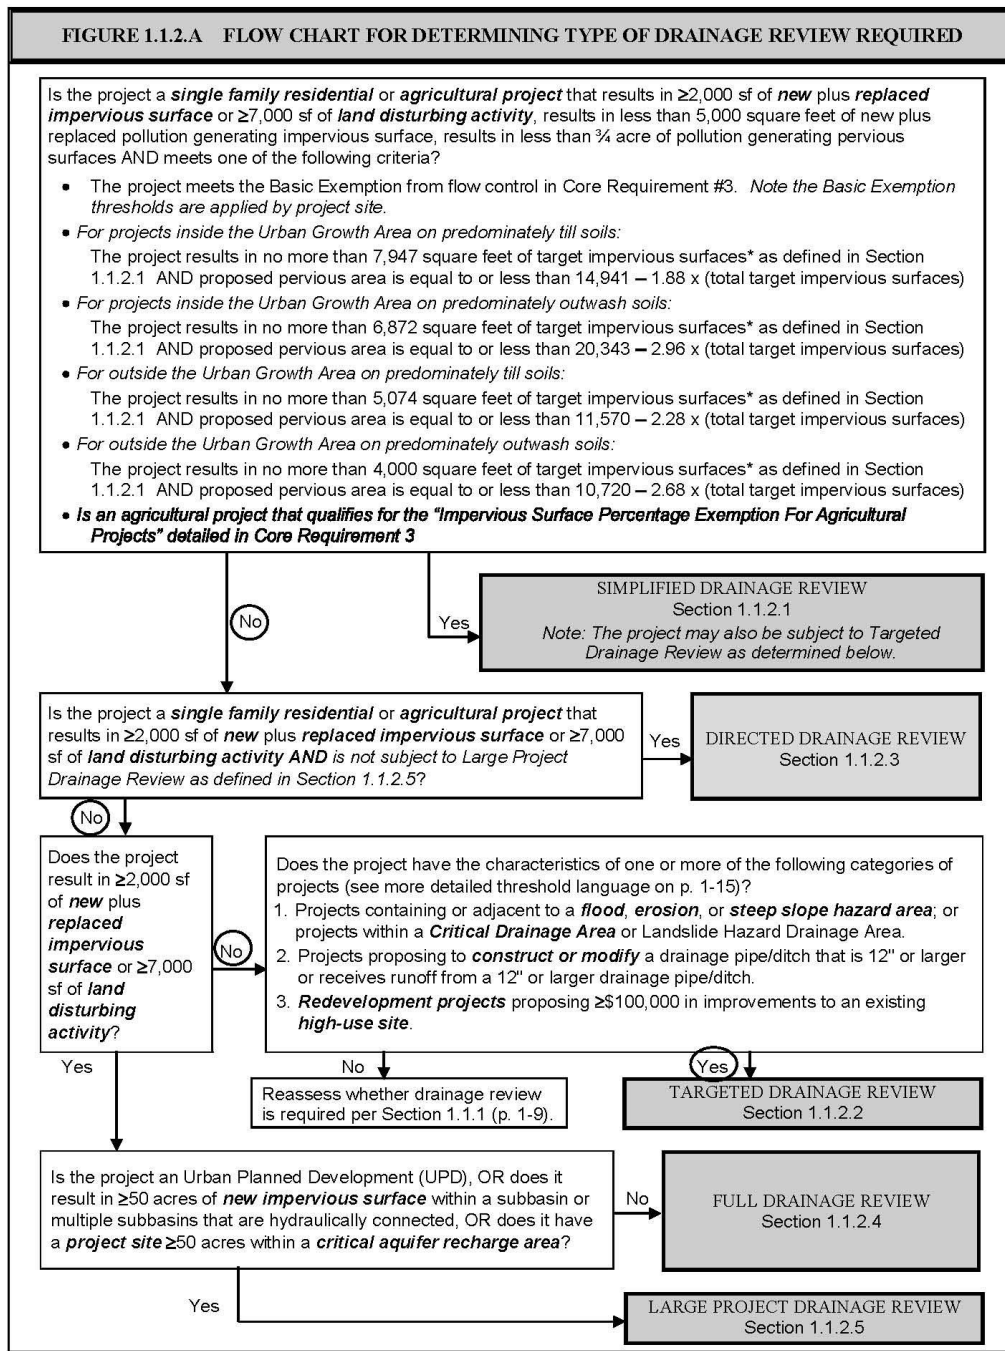 FIGURE 1.1.2.A FLOW CHART FOR DETERMINING TYPE OF DRAINAGE REVIEW REQUIRED
Is the project a single family residential or agricultural project that results in ≥2,000 sf of new plus replaced
impervious surface or ≥7,000 sf of land disturbing activity, results in less than 5,000 square feet of new plus
replaced pollution generating impervious surface, results in less than ¾ acre of pollution generating pervious
surfaces AND meets one of the following criteria?
• The project meets the Basic Exemption from flow control in Core Requirement #3. Note the Basic Exemption
thresholds are applied by project site.
• For projects inside the Urban Growth Area on predominately till soils:
The project results in no more than 7,947 square feet of target impervious surfaces* as defined in Section
1.1.2.1 AND proposed pervious area is equal to or less than 14,941 – 1.88 x (total target impervious surfaces)
• For projects inside the Urban Growth Area on predominately outwash soils:
The project results in no more than 6,872 square feet of target impervious surfaces* as defined in Section
1.1.2.1 AND proposed pervious area is equal to or less than 20,343 – 2.96 x (total target impervious surfaces)
• For outside the Urban Growth Area on predominately till soils:
The project results in no more than 5,074 square feet of target impervious surfaces* as defined in Section
1.1.2.1 AND proposed pervious area is equal to or less than 11,570 – 2.28 x (total target impervious surfaces)
• For outside the Urban Growth Area on predominately outwash soils:
The project results in no more than 4,000 square feet of target impervious surfaces* as defined in Section
1.1.2.1 AND proposed pervious area is equal to or less than 10,720 – 2.68 x (total target impervious surfaces)
• Is an agricultural project that qualifies for the "Impervious Surface Percentage Exemption For Agricultural
Projects" detailed in Core Requirement 3
No
Yes
SIMPLIFIED DRAINAGE REVIEW
Section 1.1.2.1
Note: The project may also be subject to Targeted
Drainage Review as determined below.
Is the project a single family residential or agricultural project that
results in ≥2,000 sf of new plus replaced impervious surface or ≥7,000
sf of land disturbing activity AND is not subject to Large Project
Drainage Review as defined in Section 1.1.2.5?
Yes
DIRECTED DRAINAGE REVIEW
Section 1.1.2.3
No
Does the project
result in ≥2,000 sf
of new plus
replaced
impervious
surface or ≥7,000
sf of land
disturbing
activity?
No
Does the project have the characteristics of one or more of the following categories of
projects (see more detailed threshold language on p. 1-15)?
1. Projects containing or adjacent to a flood, erosion, or steep slope hazard area; or
projects within a Critical Drainage Area or Landslide Hazard Drainage Area.
2. Projects proposing to construct or modify a drainage pipe/ditch that is 12" or larger
or receives runoff from a 12" or larger drainage pipe/ditch.
3. Redevelopment projects proposing ≥$100,000 in improvements to an existing
high-use site.
Yes
No
Yes
Reassess whether drainage review
is required per Section 1.1.1 (p. 1-9).
TARGETED DRAINAGE REVIEW
Section 1.1.2.2
Is the project an Urban Planned Development (UPD), OR does it
result in ≥50 acres of new impervious surface within a subbasin or
multiple subbasins that are hydraulically connected, OR does it have
a project site ≥50 acres within a critical aquifer recharge area?
No
FULL DRAINAGE REVIEW
Section 1.1.2.4
Yes
LARGE PROJECT DRAINAGE REVIEW
Section 1.1.2.5